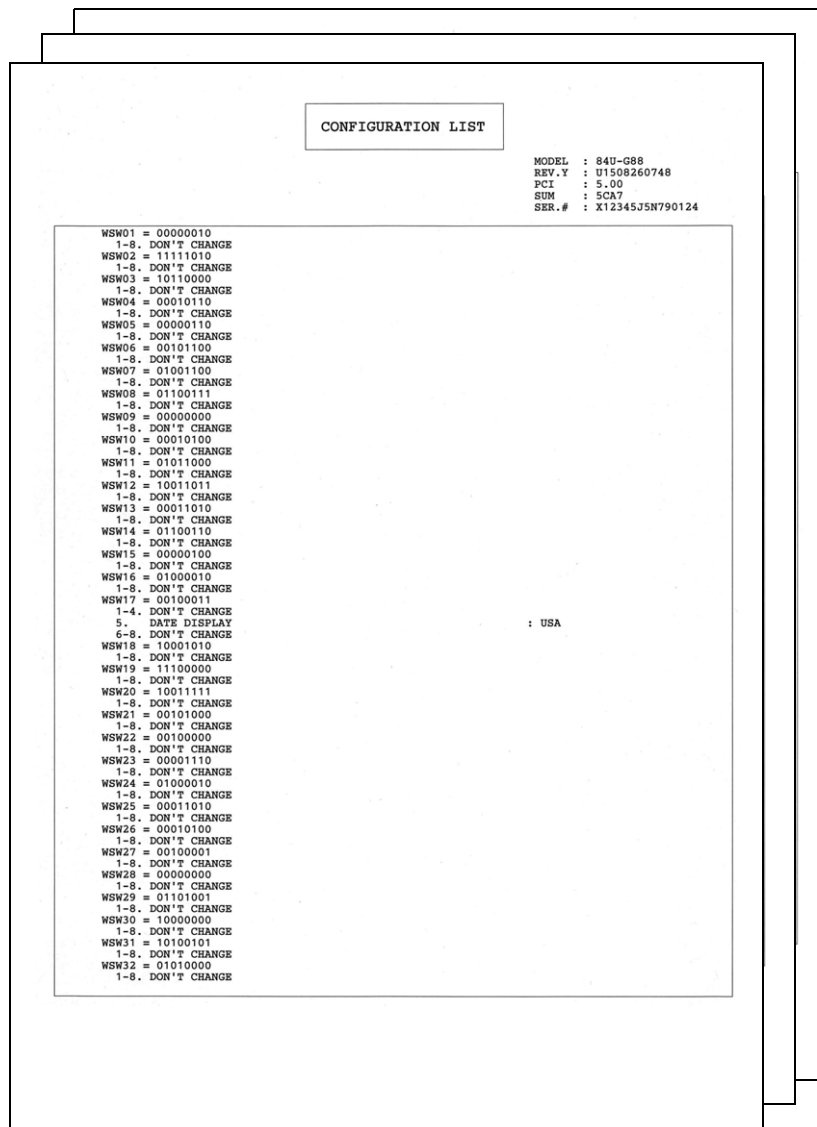 CONFIGURATION LIST
MODEL : 84U-G88
REV.Y : U1508260748
PCI : 5.00
SUM : 5CA7
SER.# : X12345J5N790124
WSW01 = 00000010
1-8. DON'T CHANGE
WSW02 = 11111010
1-8. DON'T CHANGE
WSW03 = 10110000
1-8. DON'T CHANGE
WSW04 = 00010110
1-8. DON'T CHANGE
WSW05 = 00000110
1-8. DON'T CHANGE
WSW06 = 00101100
1-8. DON'T CHANGE
WSW07 = 01001100
1-8. DON'T CHANGE
WSW08 = 01100111
1-8. DON'T CHANGE
WSW09 = 00000000
1-8. DON'T CHANGE
WSW10 = 00010100
1-8. DON'T CHANGE
WSW11 = 01011000
1-8. DON'T CHANGE
WSW12 = 10011011
1-8. DON'T CHANGE
WSW13 = 00011010
1-8. DON'T CHANGE
WSW14 = 01100110
1-8. DON'T CHANGE
WSW15 = 00000100
1-8. DON'T CHANGE
WSW16 = 01000010
1-8. DON'T CHANGE
WSW17 = 00100011
1-4. DON'T CHANGE
5. DATE DISPLAY : USA
6-8. DON'T CHANGE
WSW18 = 10001010
1-8. DON'T CHANGE
WSW19 = 11100000
1-8. DON'T CHANGE
WSW20 = 10011111
1-8. DON'T CHANGE
WSW21 = 00101000
1-8. DON'T CHANGE
WSW22 = 00100000
1-8. DON'T CHANGE
WSW23 = 00001110
1-8. DON'T CHANGE
WSW24 = 01000010
1-8. DON'T CHANGE
WSW25 = 00011010
1-8. DON'T CHANGE
WSW26 = 00010100
1-8. DON'T CHANGE
WSW27 = 00100001
1-8. DON'T CHANGE
WSW28 = 00000000
1-8. DON'T CHANGE
WSW29 = 01101001
1-8. DON'T CHANGE
WSW30 = 10000000
1-8. DON'T CHANGE
WSW31 = 10100101
1-8. DON'T CHANGE
WSW32 = 01010000
1-8. DON'T CHANGE